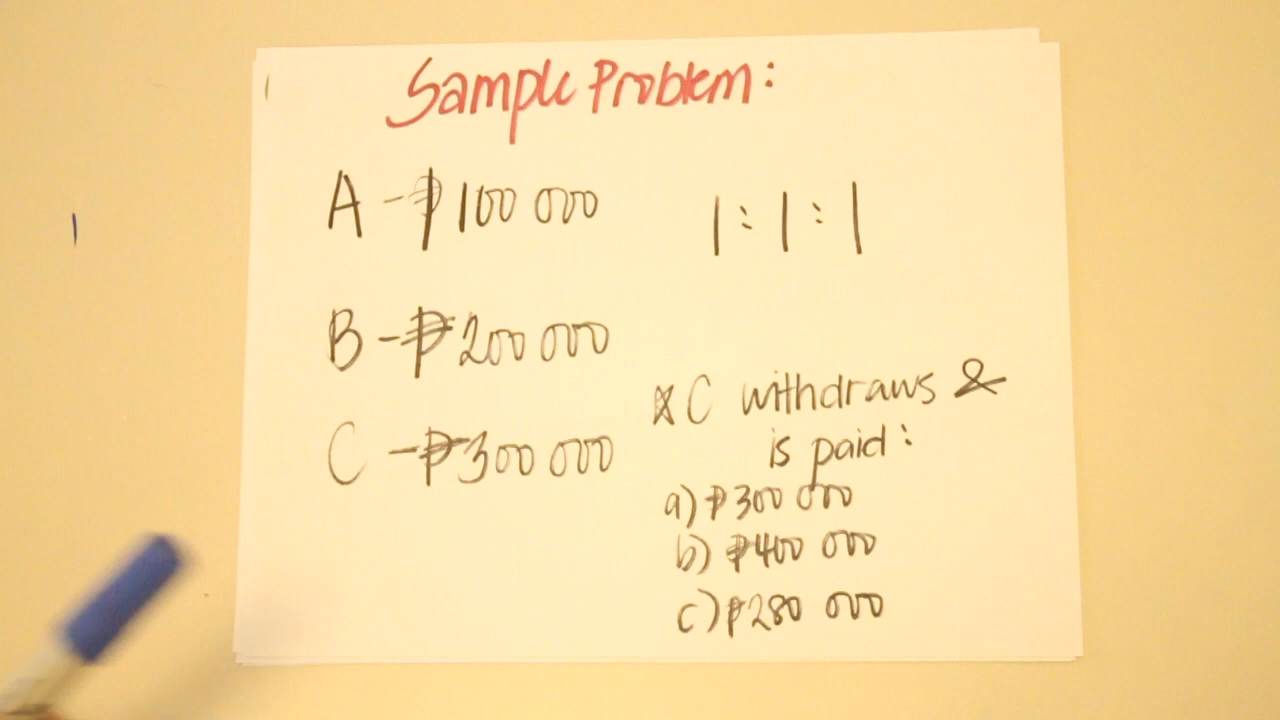 Sample Problem:
A - ₱100 000
1:1:1
B - ₱200 000
C - ₱300 000
*C withdraws &
is paid:
a) ₱300 000
b) ₱400 000
c) ₱280 000